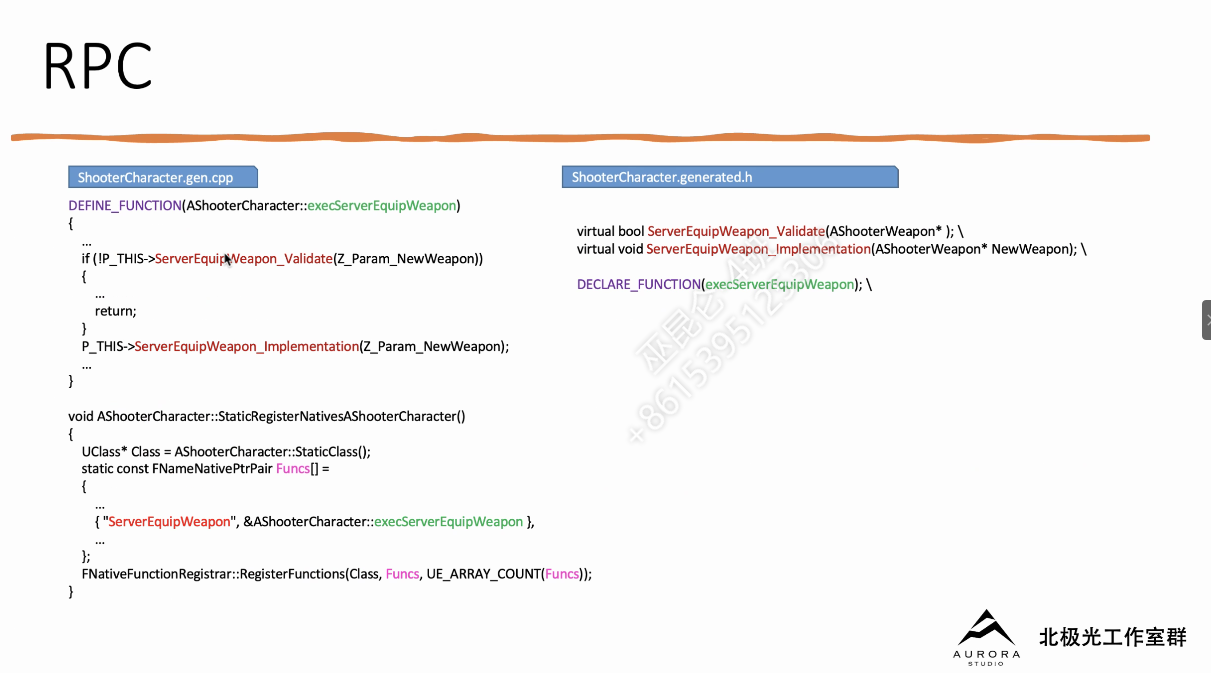 RPC
ShooterCharacter.gen.cpp
DEFINE_FUNCTION(AShooterCharacter::execServerEquipWeapon)
{
...
if (!P_THIS->ServerEquipWeapon_Validate(Z_Param_NewWeapon))
{
...
return;
}
P_THIS->ServerEquipWeapon_Implementation(Z_Param_NewWeapon);
...
}
void AShooterCharacter::StaticRegisterNativesAShooterCharacter()
{
UClass* Class = AShooterCharacter::StaticClass();
static const FNameNativePtrPair Funcs[] =
{
...
{ "ServerEquipWeapon", &AShooterCharacter::execServerEquipWeapon },
...
};
FNativeFunctionRegistrar::RegisterFunctions(Class, Funcs, UE_ARRAY_COUNT(Funcs));
}
ShooterCharacter.generated.h
virtual bool ServerEquipWeapon_Validate(AShooterWeapon* ); \
virtual void ServerEquipWeapon_Implementation(AShooterWeapon* NewWeapon); \
DECLARE_FUNCTION(execServerEquipWeapon); \
巫昆仑
AURORA
STUDIO
北极光工作室群